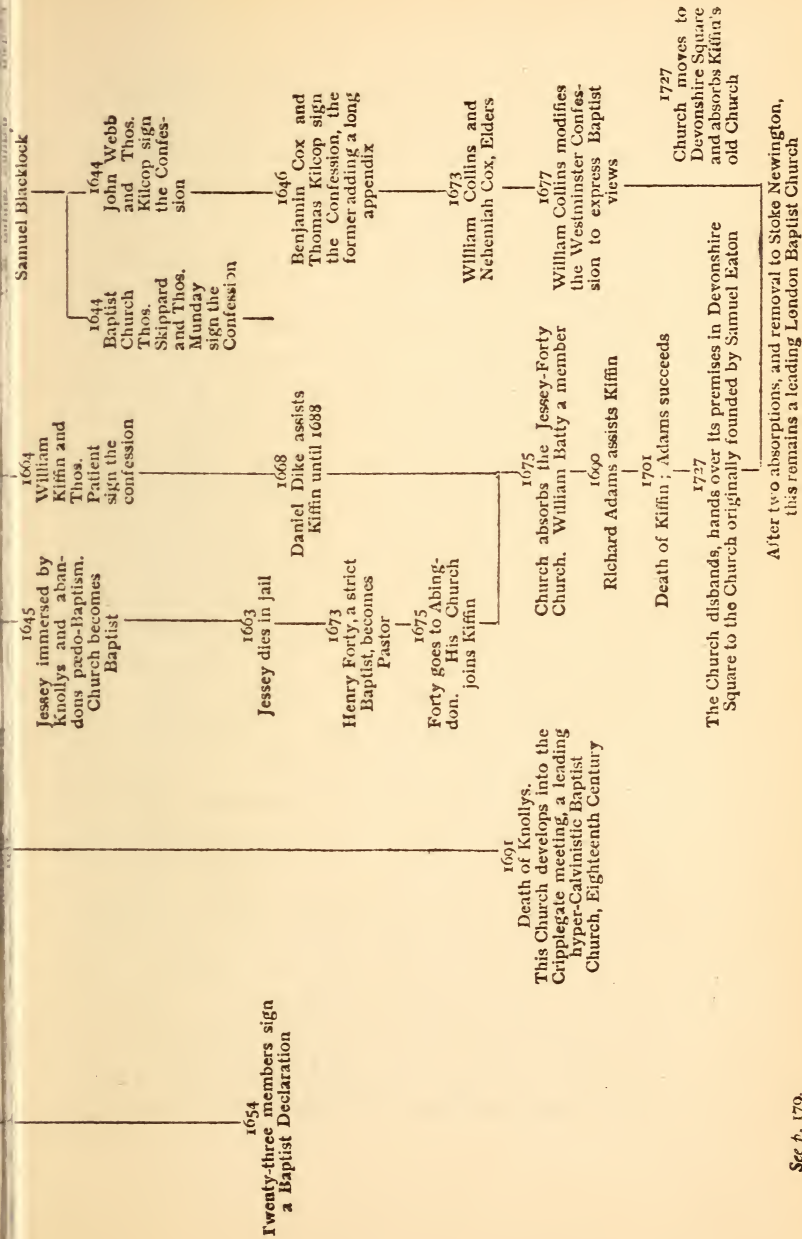 1654
Twenty-three members sign
a Baptist Declaration
1691
Death of Knollys.
This Church develops into the
Cripplegate meeting, a leading
hyper-Calvinistic Baptist
Church, Eighteenth Century
1645
Jessey immersed by
Knollys and aban-
dons pædo-Baptism.
Church becomes
Baptist
1663
Jessey dies in Jail
1673
Henry Forty, a strict
Baptist, becomes
Pastor
1675
Forty goes to Abing-
don. His Church
joins Kiffin
1664
William
Kiffin and
Thos.
Patient
sign the
confession
1668
Daniel Dike assists
Kiffin until 1688
1675
Church absorbs the Jessey-Forty
Church. William Batty a member
1690
Richard Adams assists Kiffin
1701
Death of Kiffin; Adams succeeds
1727
The Church disbands, hands over its premises in Devonshire
Square to the Church originally founded by Samuel Eaton
Samuel Blacklock
1644
Baptist
Church
Thos.
Skippard
and Thos.
Munday
sign the
Confession
1644
John Webb
and Thos.
Kilcop sign
the Confes-
sion
1646
Benjamin Cox and
Thomas Kilcop sign
the Confession, the
former adding a long
appendix
1673
William Collins and
Nehemiah Cox, Elders
1677
William Collins modifies
the Westminster Confes-
sion to express Baptist
views
1727
Church moves to
Devonshire Square
and absorbs Kiffin's
old Church
After two absorptions, and removal to Stoke Newington,
this remains a leading London Baptist Church
See p. 179.